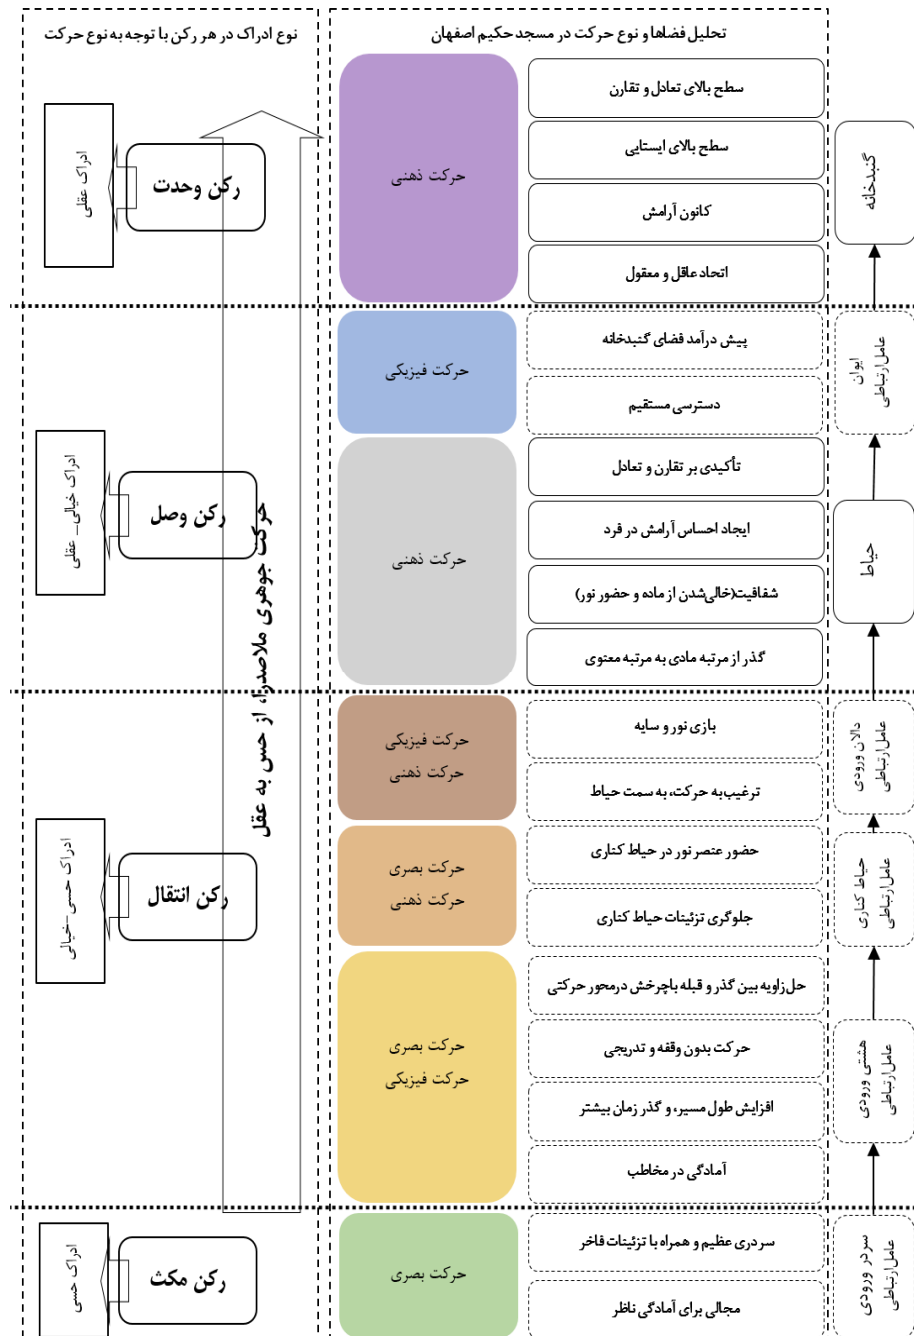 تحلیل فضاها و نوع حرکت در مسجد حکیم اصفهان
نوع ادراک در هر رکن با توجه به نوع حرکت
گنبدخانه
سطح بالای تعادل و تقارن
سطح بالای ایستایی
کانون آرامش
اتحاد عاقل و معقول
حرکت ذهنی
رکن وحدت
ادراک عقلی
ایوان
عامل ارتباطی
پیش درآمد فضای گنبدخانه
دسترسی مستقیم
حرکت فیزیکی
حیاط
تأکیدی بر تقارن و تعادل
ایجاد احساس آرامش در فرد
شفافیت(خالی‌شدن از ماده و حضور نور)
گذر از مرتبه مادی به مرتبه معنوی
حرکت ذهنی
رکن وصل
ادراک خیالی- عقلی
حرکت جوهری ملاصدرا، از حس به عقل
دالان ورودی
عامل ارتباطی
بازی نور و سایه
ترغیب به حرکت، به سمت حیاط
حرکت فیزیکی
حرکت ذهنی
حیاط کناری
عامل ارتباطی
حضور عنصر نور در حیاط کناری
جلوگری تزئینات حیاط کناری
حرکت بصری
حرکت ذهنی
رکن انتقال
ادراک حسی-خیالی
هشتی ورودی
عامل ارتباطی
حل زاویه بین گذر و قبله باچرخش درمحور حرکتی
حرکت بدون وقفه و تدریجی
افزایش طول مسیر، و گذر زمان بیشتر
آمادگی در مخاطب
حرکت بصری
حرکت فیزیکی
سردر ورودی
عامل ارتباطی
سردری عظیم و همراه با تزئینات فاخر
مجالی برای آمادگی ناظر
حرکت بصری
رکن مکث
ادراک حسی